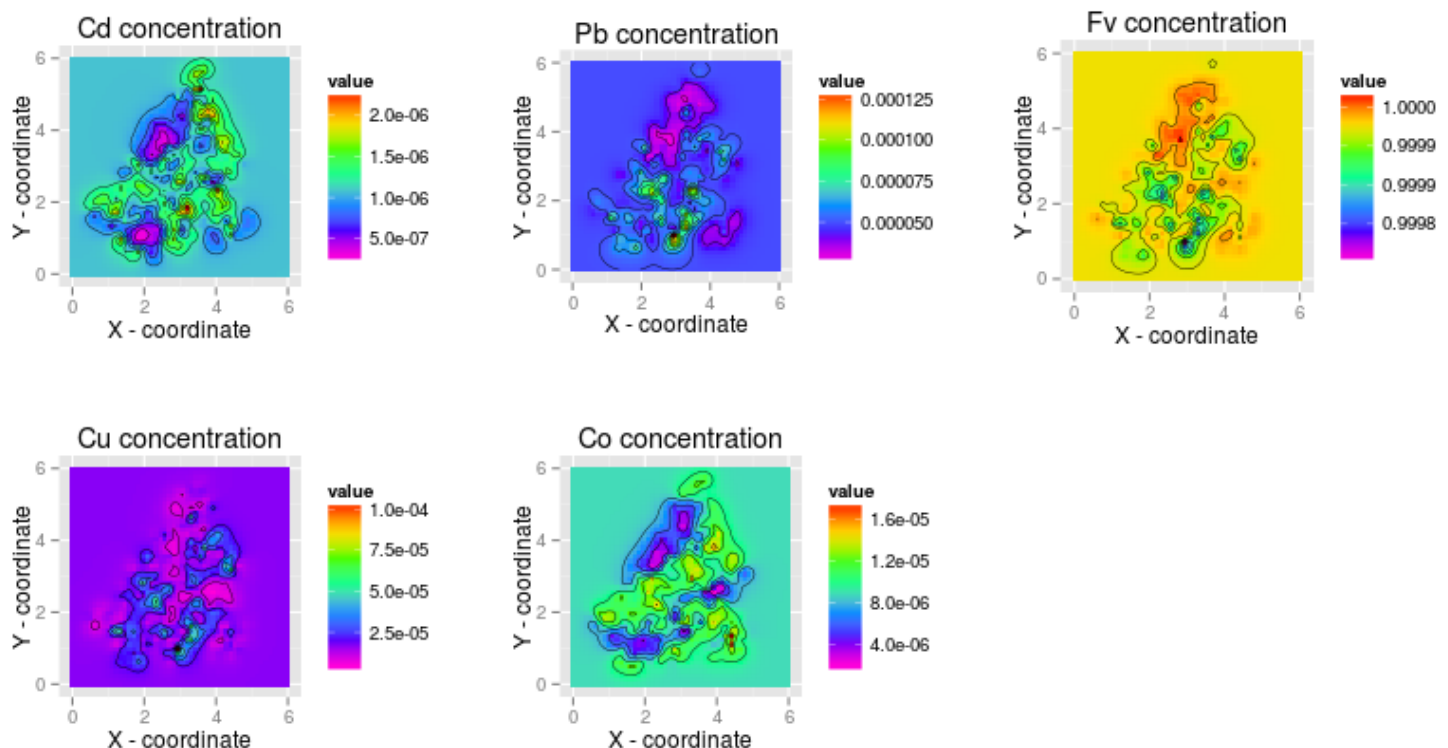 Cd concentration
Y - coordinate
6
4
2
0
0 2 4 6
X - coordinate
value
2.0e-06
1.5e-06
1.0e-06
5.0e-07
Pb concentration
Y - coordinate
6
4
2
0
0 2 4 6
X - coordinate
value
0.000125
0.000100
0.000075
0.000050
Fv concentration
Y - coordinate
6
4
2
0
0 2 4 6
X - coordinate
value
1.0000
0.9999
0.9999
0.9998
Cu concentration
Y - coordinate
6
4
2
0
0 2 4 6
X - coordinate
value
1.0e-04
7.5e-05
5.0e-05
2.5e-05
Co concentration
Y - coordinate
6
4
2
0
0 2 4 6
X - coordinate
value
1.6e-05
1.2e-05
8.0e-06
4.0e-06